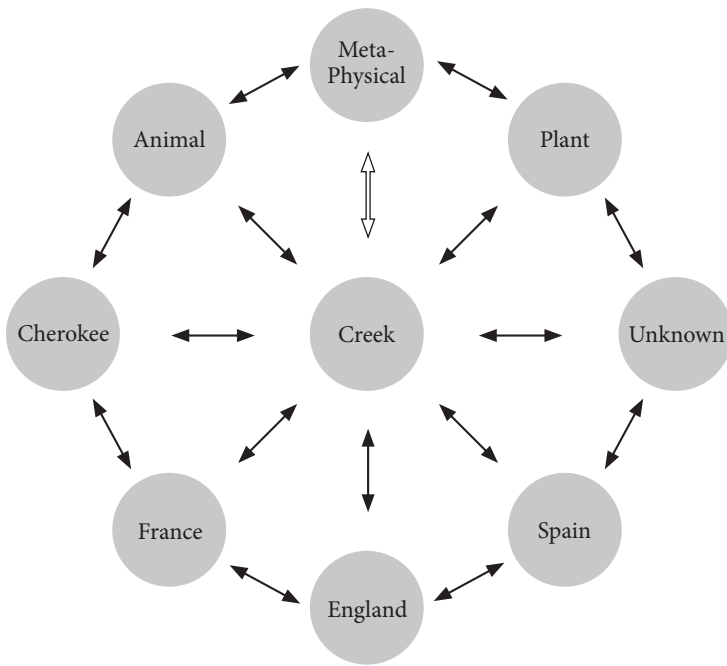 Meta-
Physical
Animal
Plant
Cherokee
Creek
Unknown
France
Spain
England